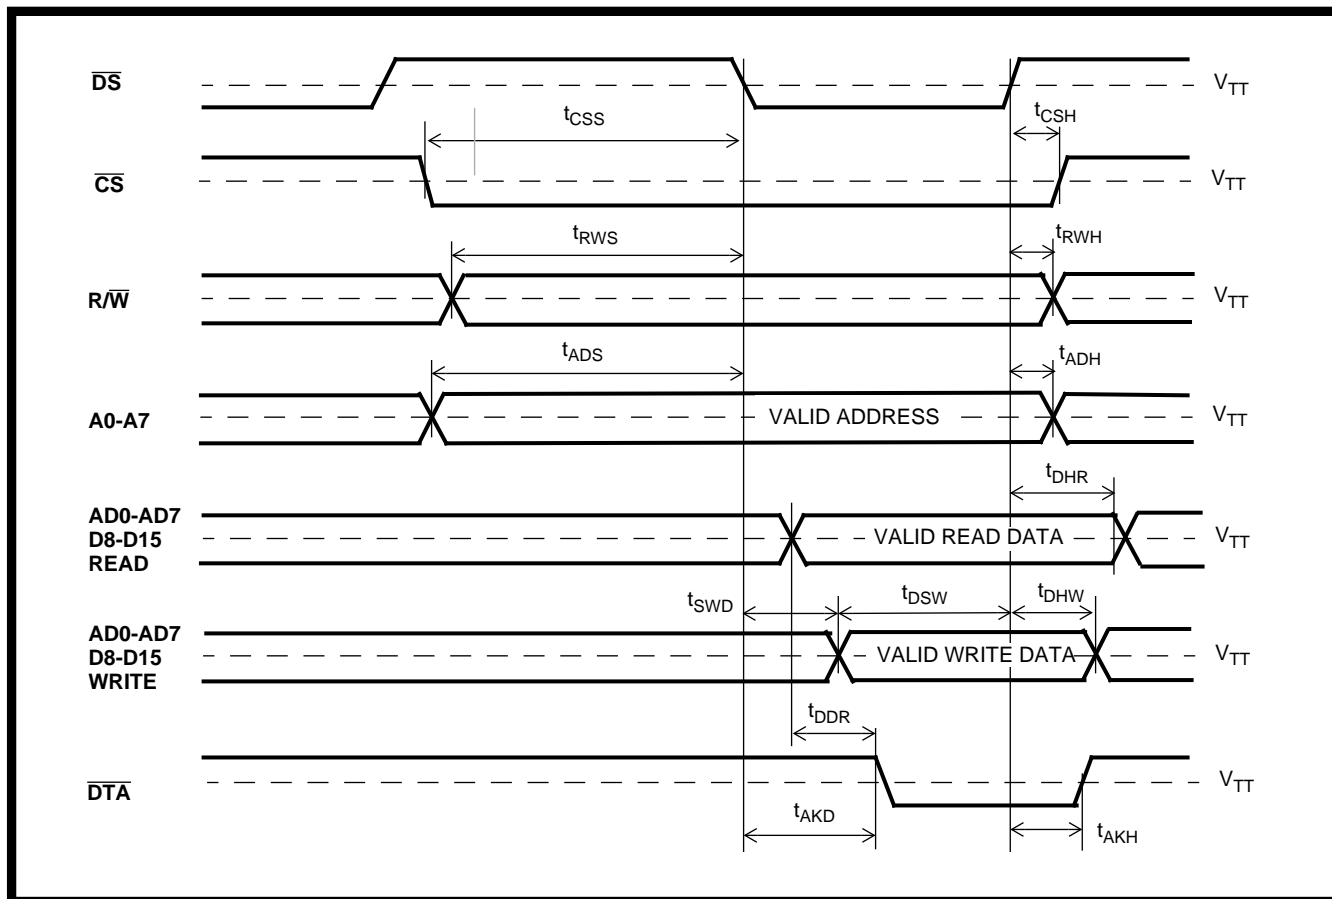 DS VTT
tCSS tCSH
CS VTT
tRWS tRWH
R/W VTT
tADS tADH
A0-A7 VALID ADDRESS VTT
tDHR
AD0-AD7
D8-D15 VALID READ DATA VTT
READ
tSWD tDSW tDHW
AD0-AD7
D8-D15 VALID WRITE DATA VTT
WRITE
tDDR
DTA VTT
tAKD tAKH